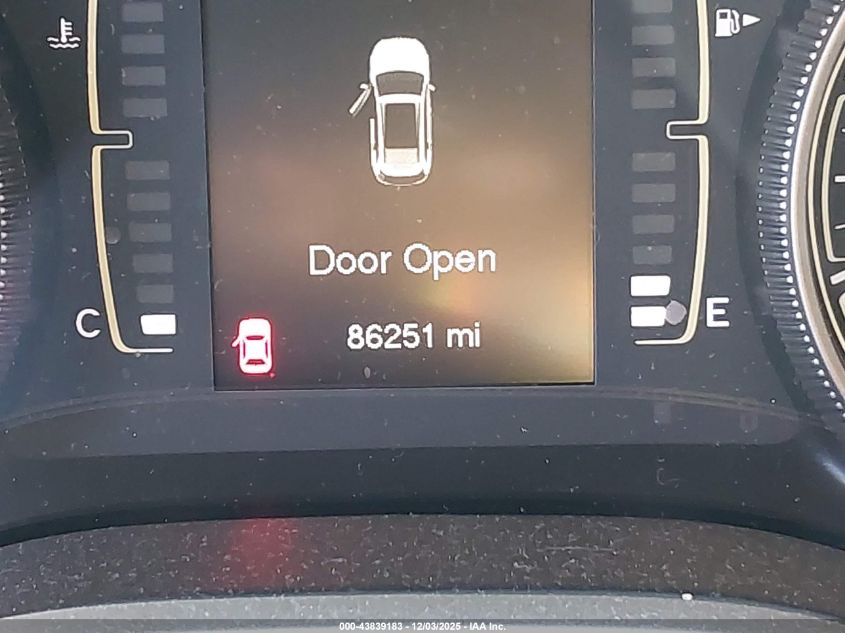 Door Open
C
E
86251 mi
000-43839183 - 12/03/2025 - IAA Inc.